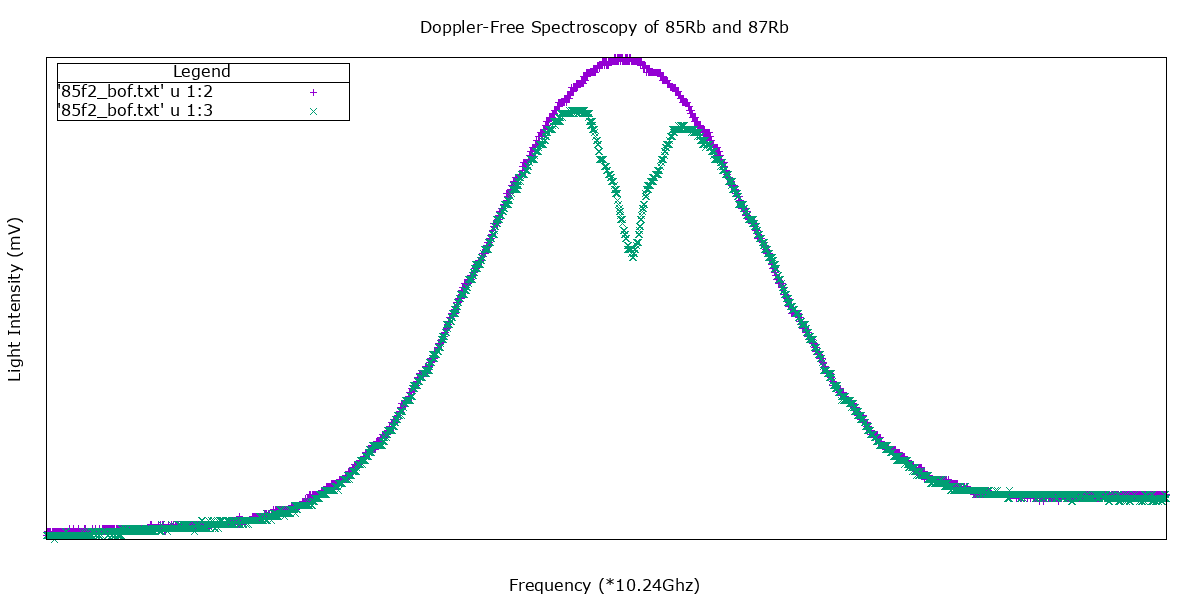 Doppler-Free Spectroscopy of 85Rb and 87Rb
Legend
'85f2_bof.txt' u 1:2
'85f2_bof.txt' u 1:3
Light Intensity (mV)
Frequency (*10.24Ghz)